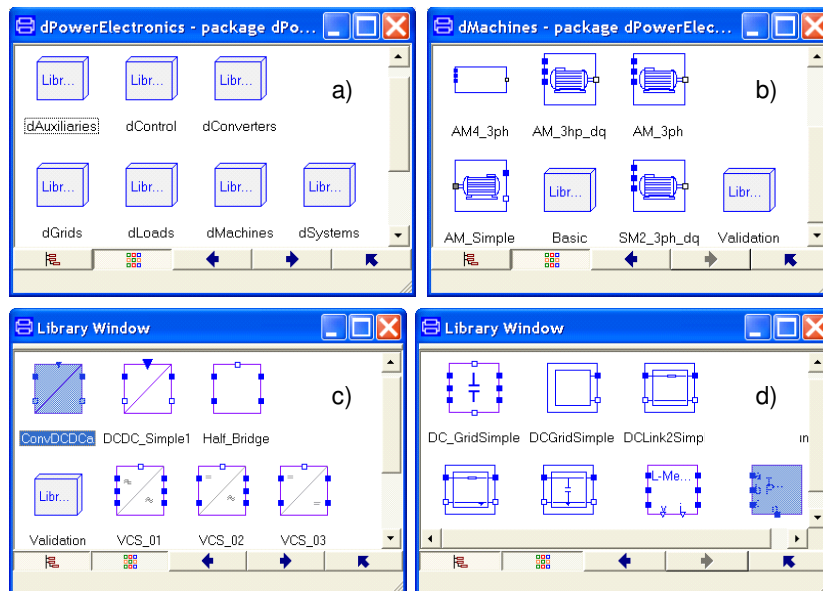 dPowerElectronics - package dPo...
Libr...
Libr...
Libr...
a)
dAuxiliaries dControl dConverters
Libr...
Libr...
Libr...
Libr...
dGrids dLoads dMachines dSystems
dMachines - package dPowerElec...
b)
AM4_3ph AM_3hp_dq AM_3ph
Libr...
Libr...
AM_Simple Basic SM2_3ph_dq Validation
Library Window
c)
ConvDCDCa DCDC_Simple1 Half_Bridge
Libr...
Validation VCS_01 VCS_02 VCS_03
Library Window
d)
DC_GridSimple DCGridSimple DCLink2Simp
L-Me...